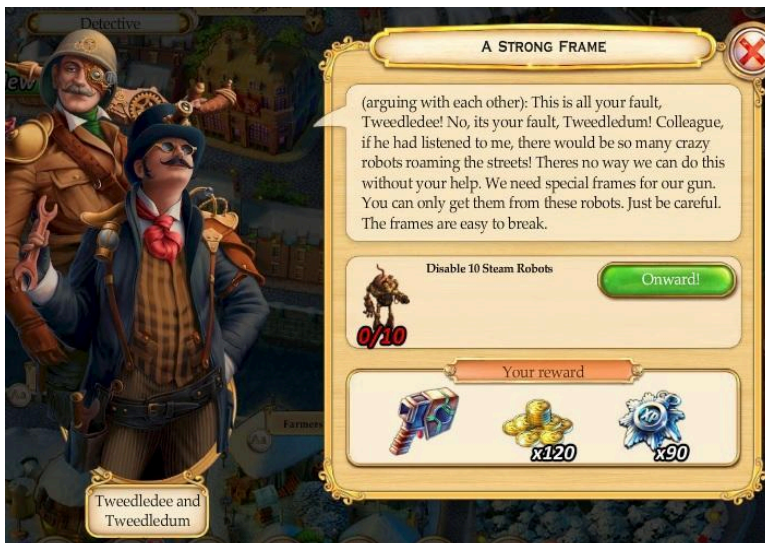 Detective
A Strong Frame
(arguing with each other): This is all your fault,
Tweedledee! No, its your fault, Tweedledum! Colleague,
if he had listened to me, there would be so many crazy
robots roaming the streets! Theres no way we can do this
without your help. We need special frames for our gun.
You can only get them from these robots. Just be careful.
The frames are easy to break.
Disable 10 Steam Robots
Onward!
0/10
Your reward
XP
x120
x90
Farmers
Aa
Tweedledee and
Tweedledum